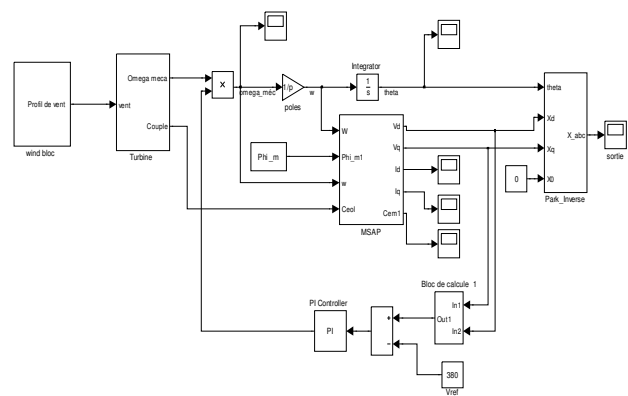 Profil de vent
wind bloc
Omega meca
vent
Couple
Turbine
x
omega_méc
1/p
poles
w
Integrator
1
s
theta
W
Phi_m1
w
Ceol
Vd
Vq
Id
Iq
Cem1
MSAP
Phi_m
theta
Xd
Xq
X0
X_abc
Park_Inverse
0
sortie
Bloc de calcule 1
In1
Out1
In2
PI Controller
PI
+
−
380
Vref